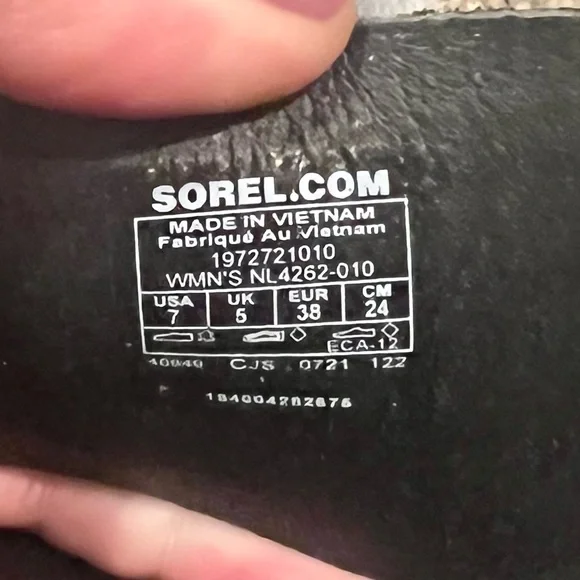 SOREL.COM
MADE IN VIETNAM
Fabriqué Au Vietnam
1972721010
WMN'S NL4262-010
USA UK EUR CM
7 5 38 24
ECA-12
CJS 0721 122